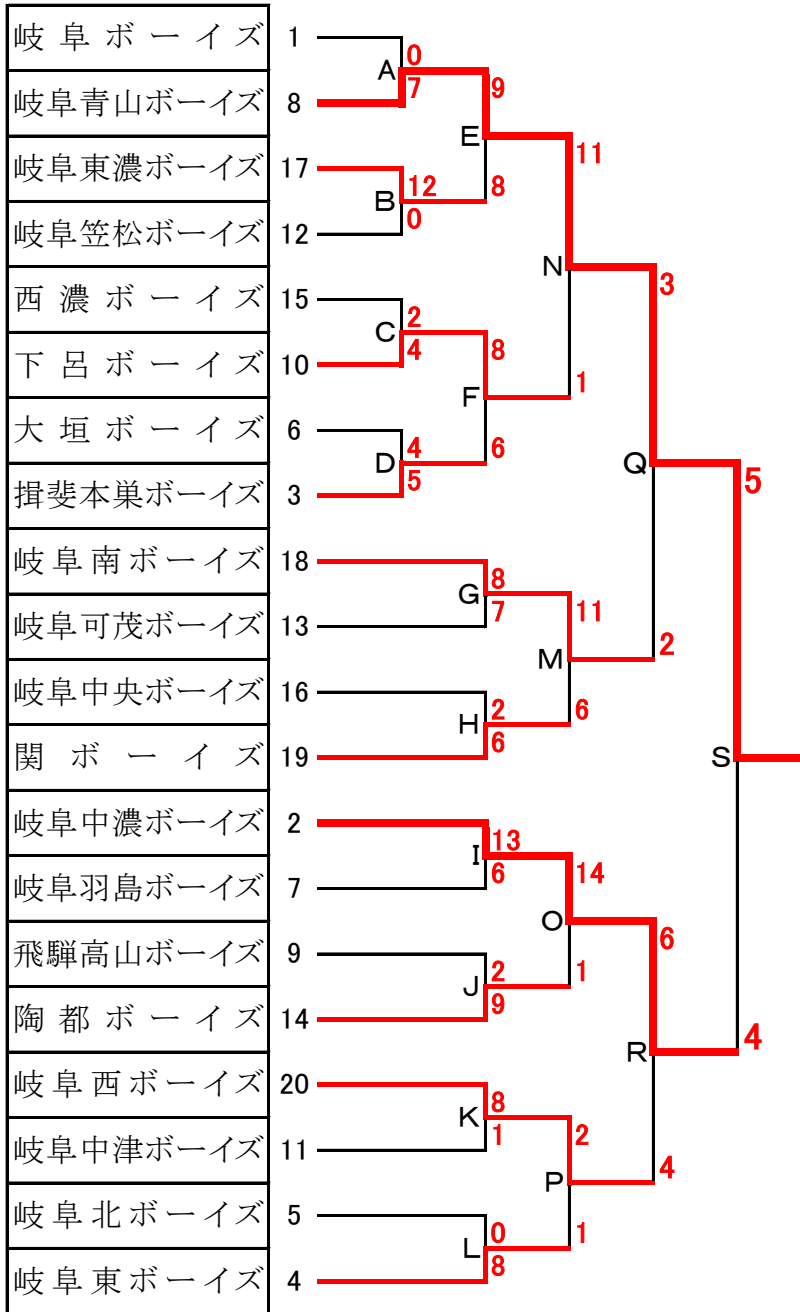 岐阜ボーイズ 1
A 0
7 9
岐阜青山ボーイズ 8
E 11
岐阜東濃ボーイズ 17
12 8
B 0
岐阜笠松ボーイズ 12
N 3
西濃ボーイズ 15
C 2
4 8
下呂ボーイズ 10
F 1
大垣ボーイズ 6
D 4 6
5
Q 5
揖斐本巣ボーイズ 3
岐阜南ボーイズ 18
G 8
7 11
岐阜可茂ボーイズ 13
M 2
岐阜中央ボーイズ 16
H 2 6
6
関ボーイズ 19
S
岐阜中濃ボーイズ 2
I 13
6 14
岐阜羽島ボーイズ 7
O 6
飛騨高山ボーイズ 9
J 2 1
9
陶都ボーイズ 14
R 4
岐阜西ボーイズ 20
K 8
1 2
岐阜中津ボーイズ 11
P 4
岐阜北ボーイズ 5
L 0 1
8
岐阜東ボーイズ 4